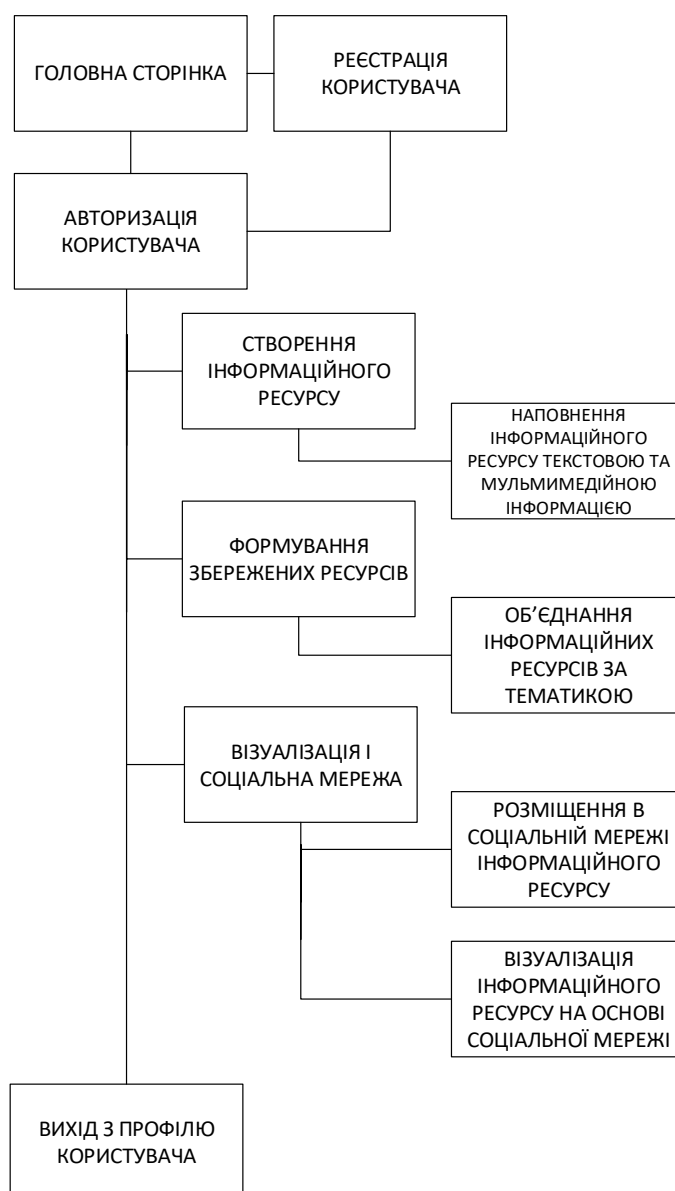 ГОЛОВНА СТОРІНКА
РЕЄСТРАЦІЯ
КОРИСТУВАЧА
АВТОРИЗАЦІЯ
КОРИСТУВАЧА
СТВОРЕННЯ
ІНФОРМАЦІЙНОГО
РЕСУРСУ
НАПОВНЕННЯ
ІНФОРМАЦІЙНОГО
РЕСУРСУ ТЕКСТОВОЮ ТА
МУЛЬМИМЕДІЙНОЮ
ІНФОРМАЦІЄЮ
ФОРМУВАННЯ
ЗБЕРЕЖЕНИХ РЕСУРСІВ
ОБ’ЄДНАННЯ
ІНФОРМАЦІЙНИХ
РЕСУРСІВ ЗА
ТЕМАТИКОЮ
ВІЗУАЛІЗАЦІЯ І
СОЦІАЛЬНА МЕРЕЖА
РОЗМІЩЕННЯ В
СОЦІАЛЬНІЙ МЕРЕЖІ
ІНФОРМАЦІЙНОГО
РЕСУРСУ
ВІЗУАЛІЗАЦІЯ
ІНФОРМАЦІЙНОГО
РЕСУРСУ НА ОСНОВІ
СОЦІАЛЬНОЇ МЕРЕЖІ
ВИХІД З ПРОФІЛЮ
КОРИСТУВАЧА